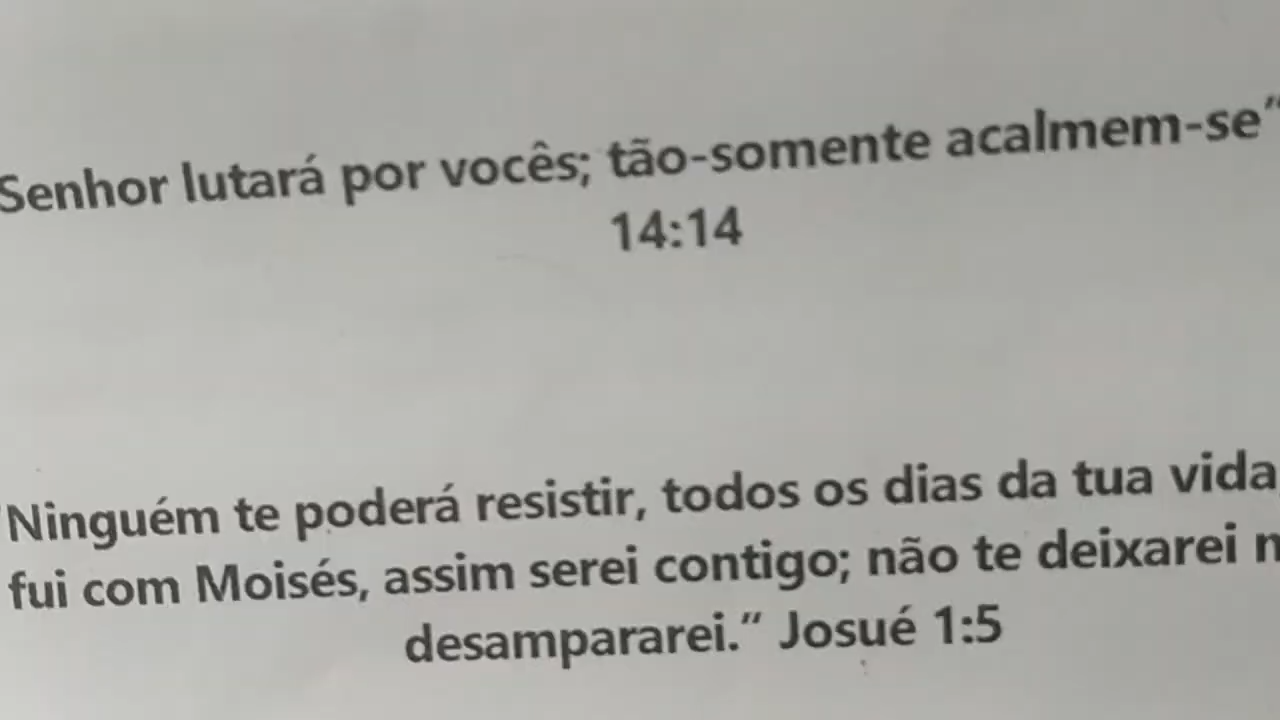 Senhor lutará por vocês; tão-somente acalmem-se"
14:14
"Ninguém te poderá resistir, todos os dias da tua vida
fui com Moisés, assim serei contigo; não te deixarei
desampararei." Josué 1:5